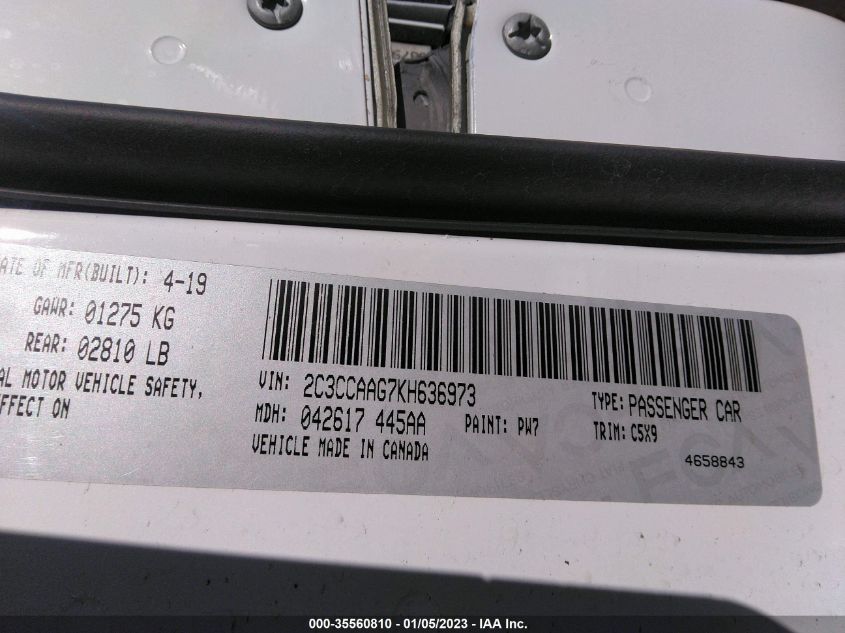 ATE OF MFR(BUILT): 4-19
GAWR: 01275 KG
REAR: 02810 LB
AL MOTOR VEHICLE SAFETY,
FFECT ON
VIN: 2C3CCAAG7KH636973
TYPE: PASSENGER CAR
MDH: 042617 445AA
PAINT: PW7
TRIM: C5X9
VEHICLE MADE IN CANADA
4658843
000-35560810 - 01/05/2023 - IAA Inc.